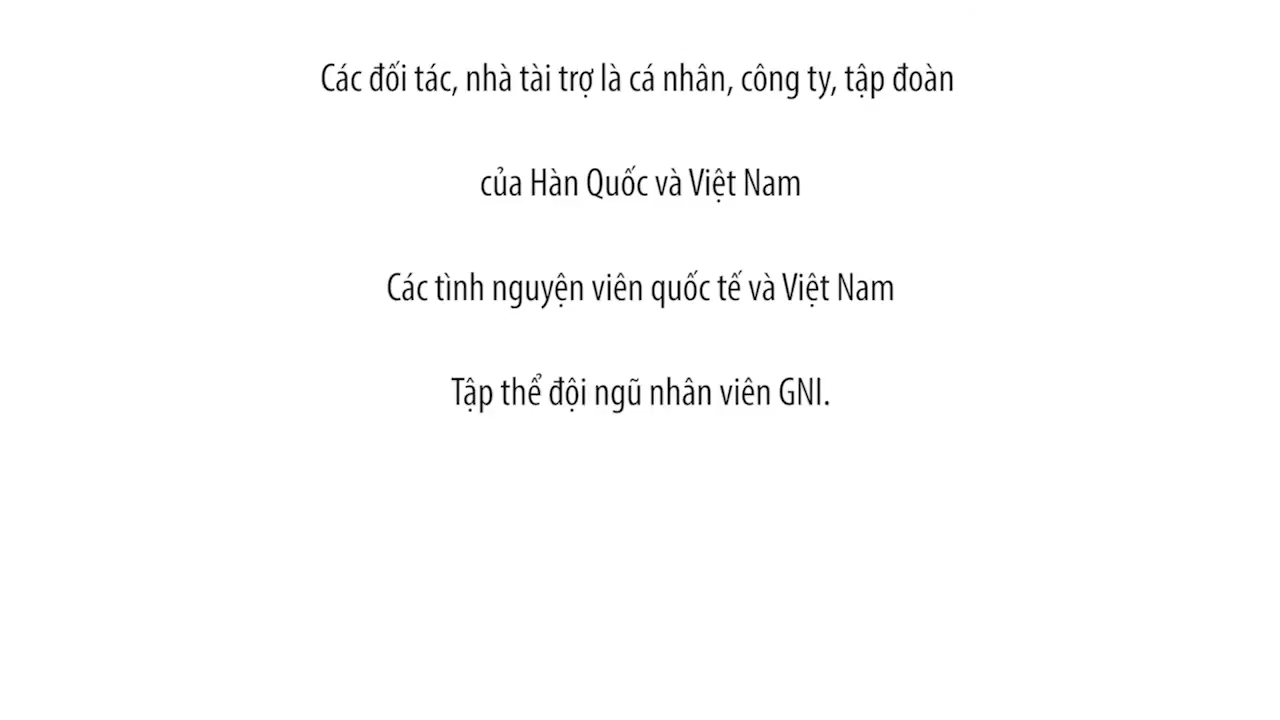 Các đối tác, nhà tài trợ là cá nhân, công ty, tập đoàn
của Hàn Quốc và Việt Nam
Các tình nguyện viên quốc tế và Việt Nam
Tập thể đội ngũ nhân viên GNI.